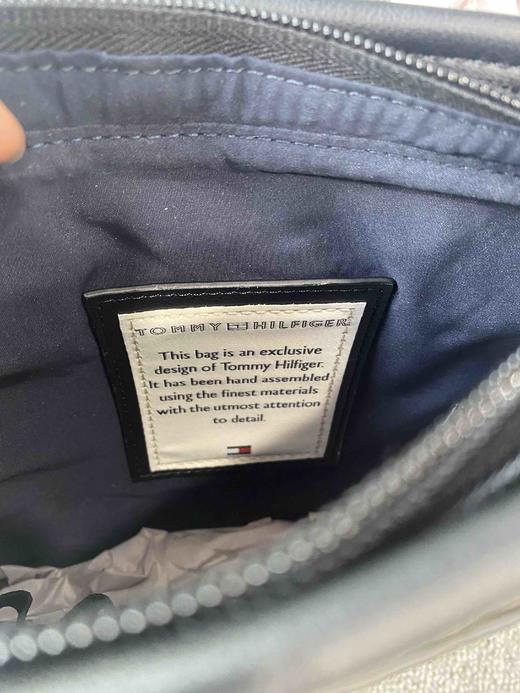 TOMMY HILFIGER
This bag is an exclusive
design of Tommy Hilfiger.
It has been hand assembled
using the finest materials
with the utmost attention
to detail.